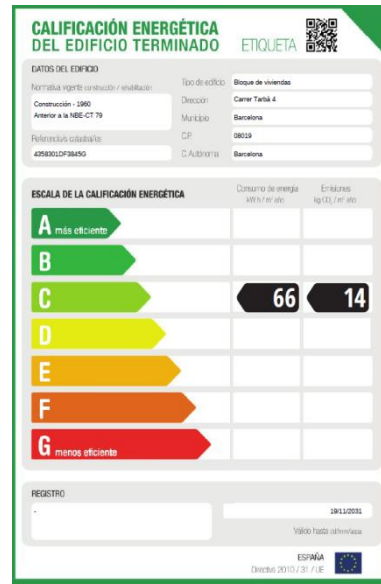 CALIFICACIÓN ENERGÉTICA
DEL EDIFICIO TERMINADO
ETIQUETA
DATOS DEL EDIFICIO
Normativa vigente construcción / rehabilitación
Construcción - 1960
Anterior a la NBE-CT 79
Referencia/s catastral/es
4358301DF3845G
Tipo de edificio Bloque de viviendas
Dirección Carrer Tarbà 4
Municipio Barcelona
C.P. 08019
C.Autónoma Barcelona
ESCALA DE LA CALIFICACIÓN ENERGÉTICA
Consumo de energía
kW h / m² año
Emisiones
kg CO₂ / m² año
A más eficiente
B
C 66 14
D
E
F
G menos eficiente
REGISTRO
-
19/11/2031
Válido hasta dd/mm/aaaa
ESPAÑA
Directiva 2010 / 31 / UE